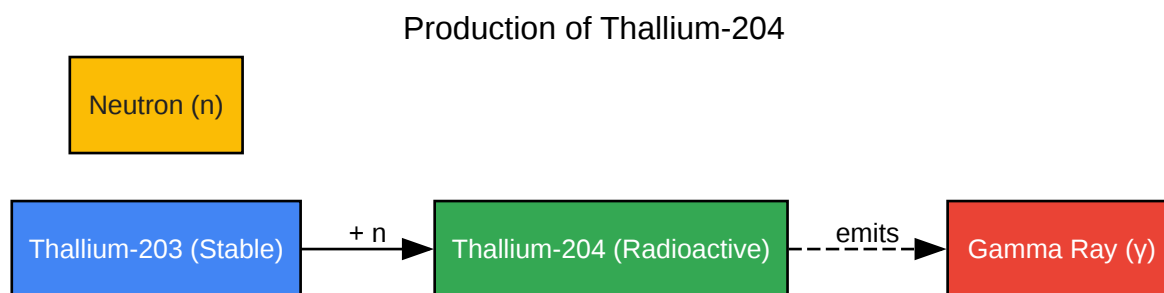 Production of Thallium-204
Neutron (n)
Thallium-203 (Stable)
+ n
Thallium-204 (Radioactive)
emits
Gamma Ray (γ)